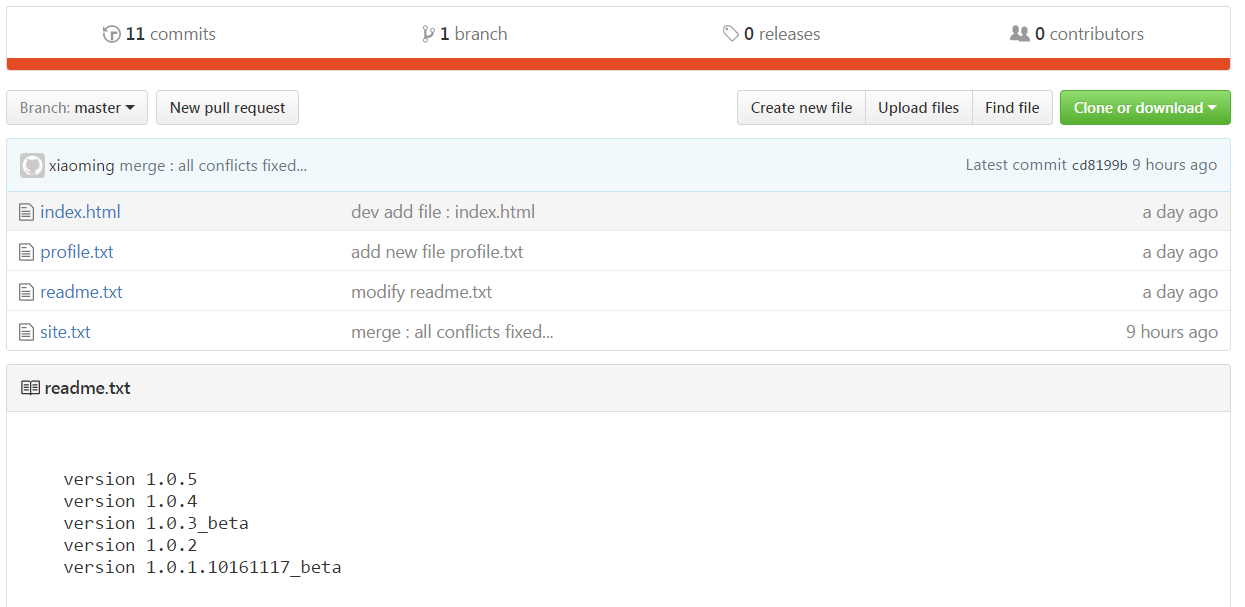 11 commits 1 branch 0 releases 0 contributors
Branch: master New pull request Create new file Upload files Find file Clone or download
xiaoming merge : all conflicts fixed... Latest commit cd8199b 9 hours ago
index.html dev add file : index.html a day ago
profile.txt add new file profile.txt a day ago
readme.txt modify readme.txt a day ago
site.txt merge : all conflicts fixed... 9 hours ago
readme.txt
version 1.0.5
version 1.0.4
version 1.0.3_beta
version 1.0.2
version 1.0.1.10161117_beta